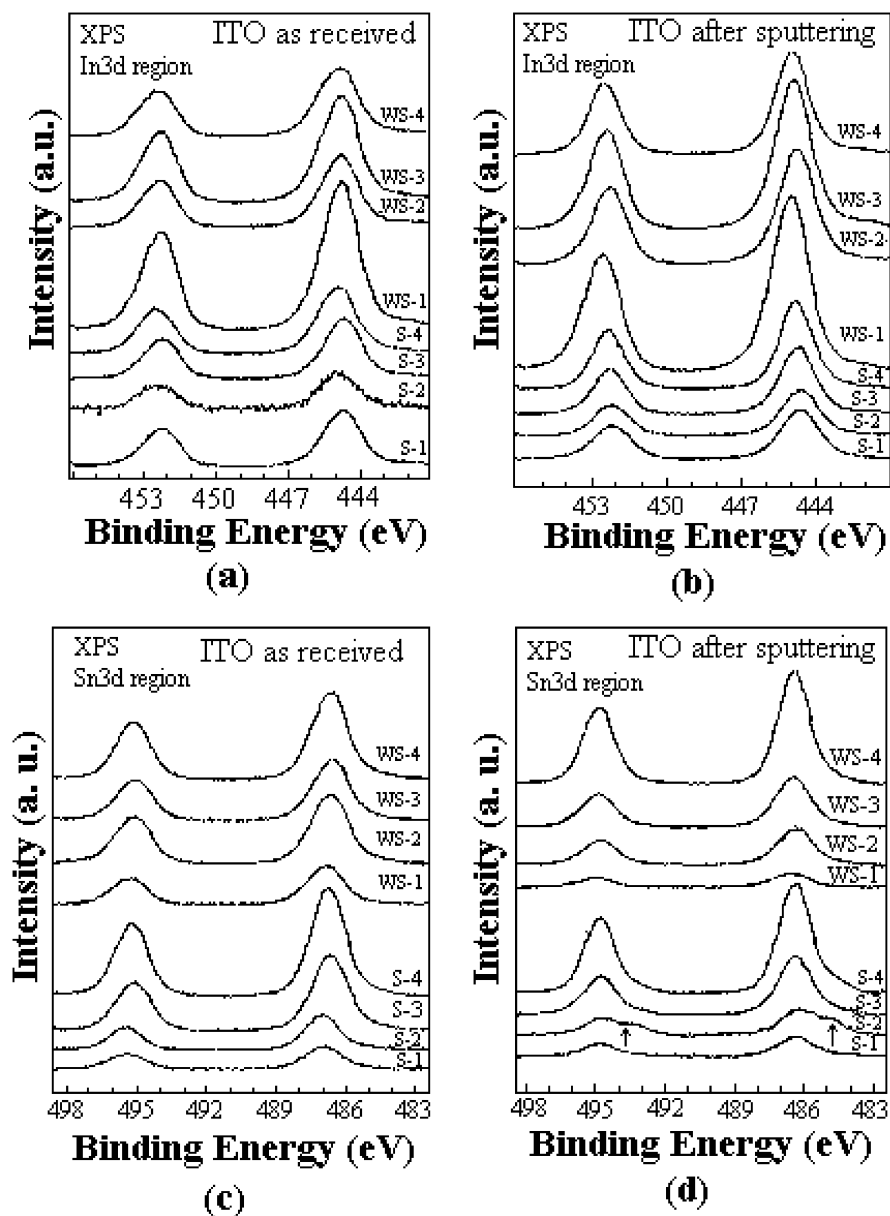 XPS ITO as received
In3d region
WS-4
WS-3
WS-2
WS-1
S-4
S-3
S-2
S-1
Intensity (a.u.)
453 450 447 444
Binding Energy (eV)
(a)
XPS ITO after sputtering
In3d region
WS-4
WS-3
WS-2
WS-1
S-4
S-3
S-2
S-1
Intensity (a.u.)
453 450 447 444
Binding Energy (eV)
(b)
XPS ITO as received
Sn3d region
WS-4
WS-3
WS-2
WS-1
S-4
S-3
S-2
S-1
Intensity (a. u.)
498 495 492 489 486 483
Binding Energy (eV)
(c)
XPS ITO after sputtering
Sn3d region
WS-4
WS-3
WS-2
WS-1
S-4
S-3
S-2
S-1
Intensity (a. u.)
498 495 492 489 486 483
Binding Energy (eV)
(d)